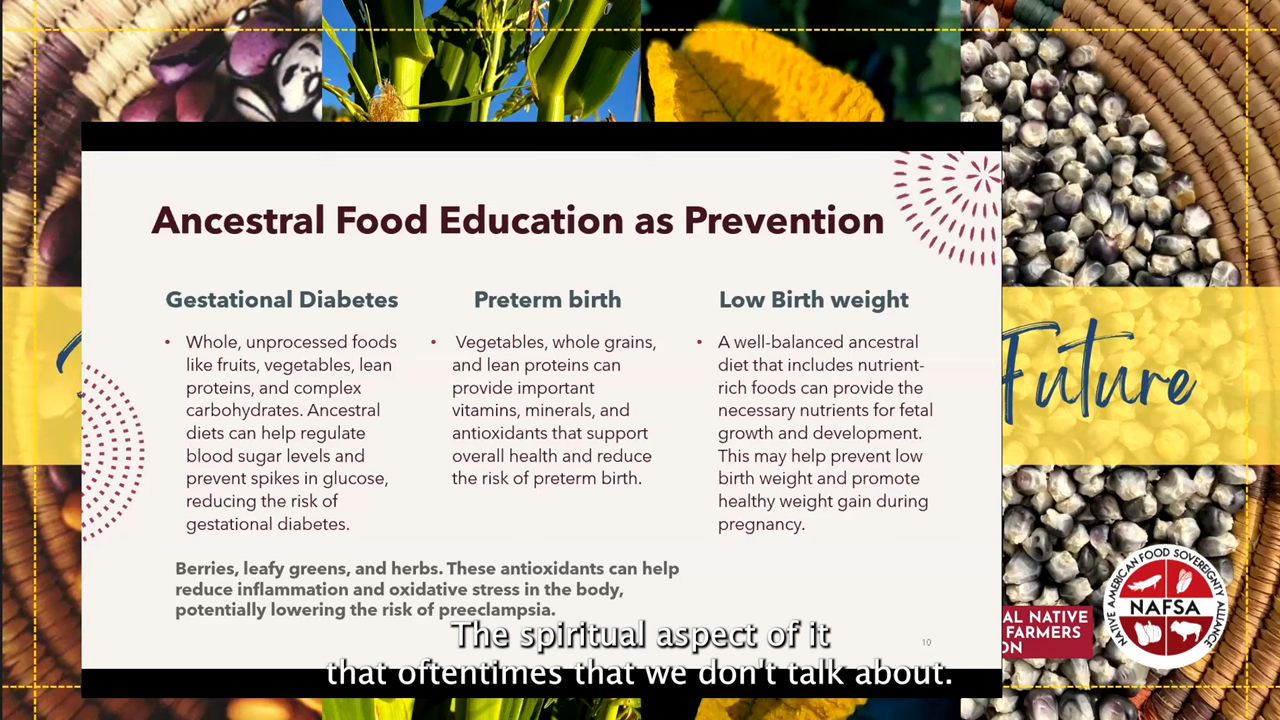 Ancestral Food Education as Prevention
Gestational Diabetes
• Whole, unprocessed foods
like fruits, vegetables, lean
proteins, and complex
carbohydrates. Ancestral
diets can help regulate
blood sugar levels and
prevent spikes in glucose,
reducing the risk of
gestational diabetes.
Preterm birth
• Vegetables, whole grains,
and lean proteins can
provide important
vitamins, minerals, and
antioxidants that support
overall health and reduce
the risk of preterm birth.
Low Birth weight
• A well-balanced ancestral
diet that includes nutrient-
rich foods can provide the
necessary nutrients for fetal
growth and development.
This may help prevent low
birth weight and promote
healthy weight gain during
pregnancy.
Berries, leafy greens, and herbs. These antioxidants can help
reduce inflammation and oxidative stress in the body,
potentially lowering the risk of preeclampsia.
10
Future
AL NATIVE
FARMERS
ON
NATIVE AMERICAN FOOD SOVEREIGNTY ALLIANCE
NAFSA
The spiritual aspect of it
that oftentimes that we don't talk about.